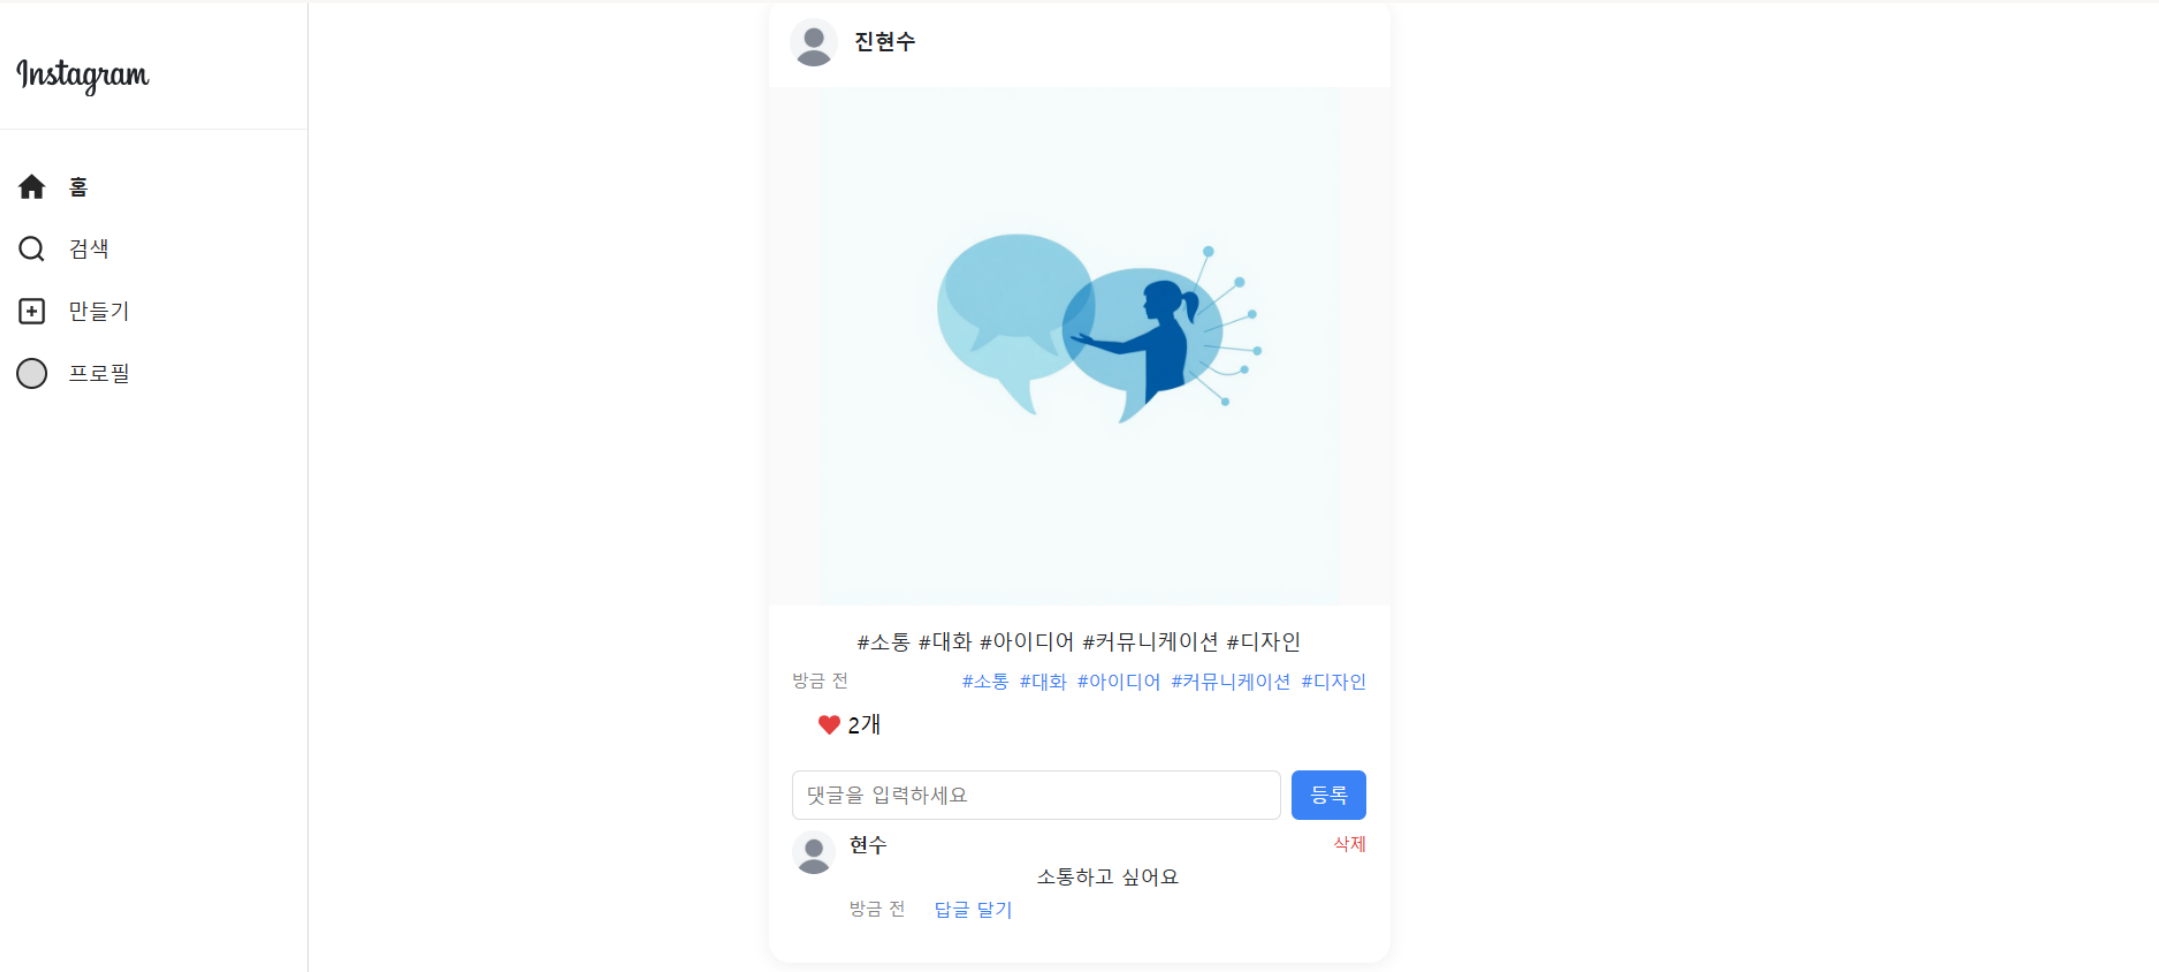 Instagram
홈
검색
만들기
프로필
진현수
#소통 #대화 #아이디어 #커뮤니케이션 #디자인
방금 전
#소통 #대화 #아이디어 #커뮤니케이션 #디자인
2개
댓글을 입력하세요
등록
현수
삭제
소통하고 싶어요
방금 전
답글 달기